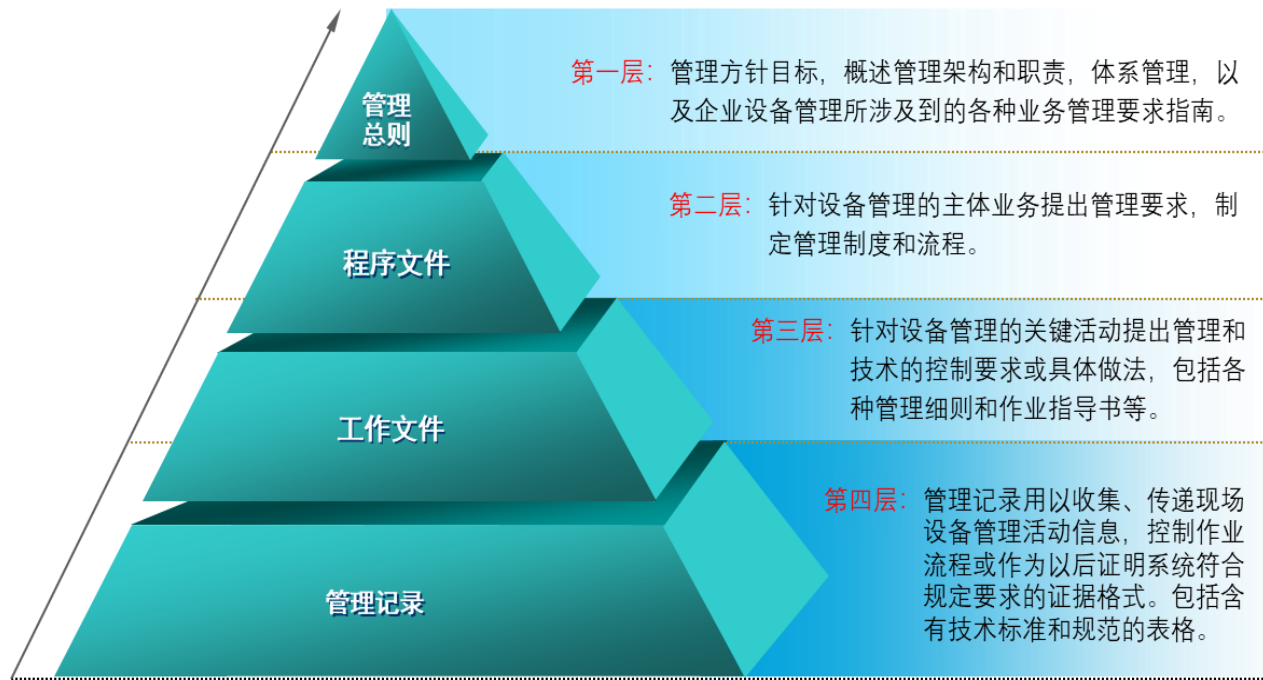 管理
总则
第一层：管理方针目标，概述管理架构和职责，体系管理，以
及企业设备管理所涉及到的各种业务管理要求指南。
程序文件
第二层：针对设备管理的主体业务提出管理要求，制
定管理制度和流程。
工作文件
第三层：针对设备管理的关键活动提出管理和
技术的控制要求或具体做法，包括各
种管理细则和作业指导书等。
管理记录
第四层：管理记录用以收集、传递现场
设备管理活动信息，控制作业
流程或作为以后证明系统符合
规定要求的证据格式。包括含
有技术标准和规范的表格。